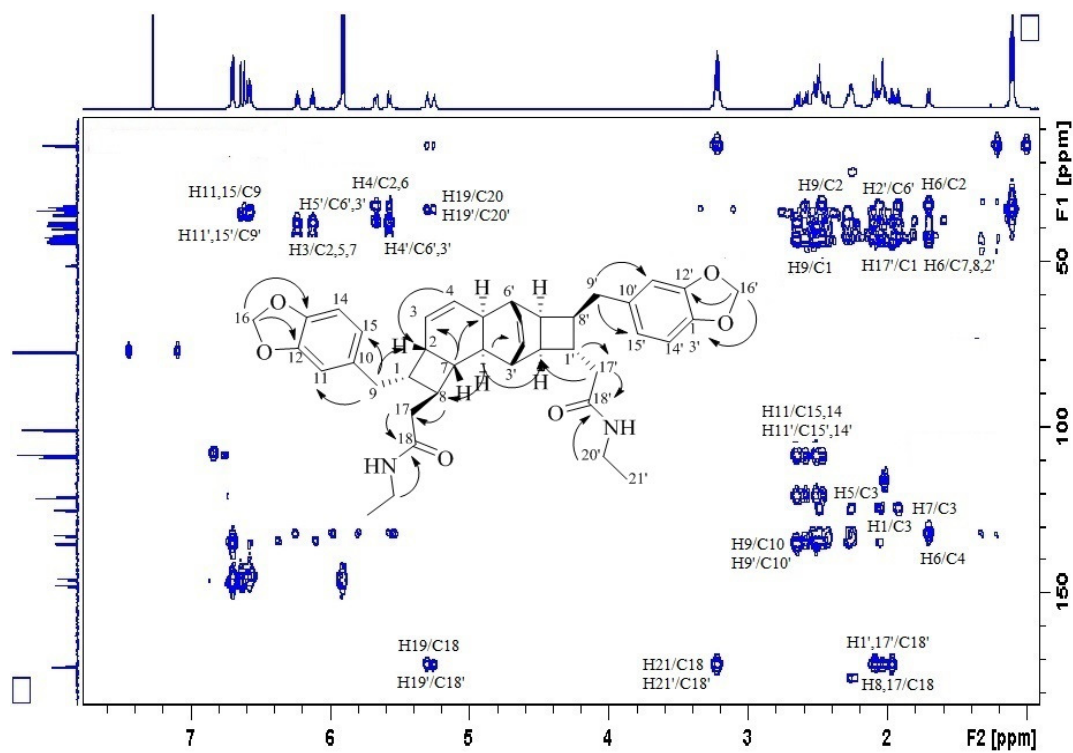 H11,15/C9
H11',15'/C9'
H5'/C6',3'
H3/C2,5,7
H4/C2,6
H4'/C6',3'
H19/C20
H19'/C20'
H9/C2
H2'/C6'
H6/C2
H9/C1
H17'/C1
H6/C7,8,2'
50
100
150
F1 [ppm]
16
O
O
14
15
12
10
11
9
H
1
2
3
4
7
8
H
H
H
H
H
6'
3'
17
18
O
HN
8'
1'
9'
10'
15'
14'
12'
1'
3'
O
O
16'
17'
18'
O
NH
20'
21'
H11/C15,14
H11'/C15',14'
H5/C3
H7/C3
H1/C3
H9/C10
H9'/C10'
H6/C4
H19/C18
H19'/C18'
H21/C18
H21'/C18'
H1',17'/C18'
H8,17/C18
7
6
5
4
3
2
F2 [ppm]